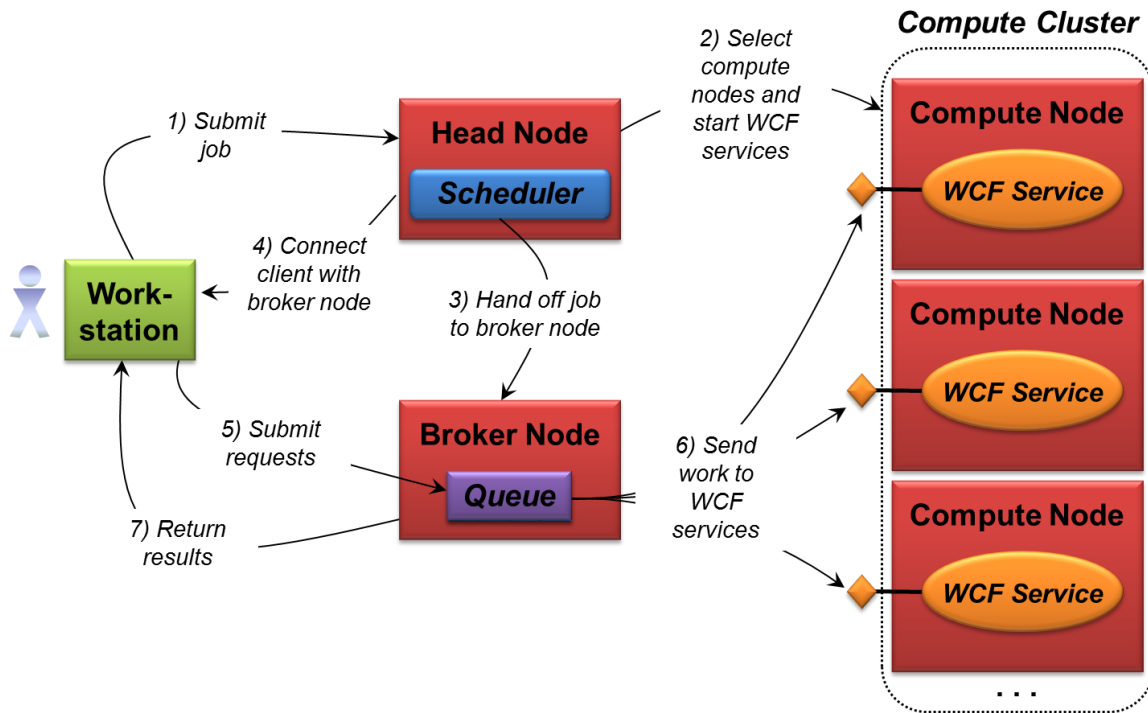 Compute Cluster
2) Select
compute
nodes and
start WCF
services
1) Submit
job
Head Node
Scheduler
Compute Node
WCF Service
4) Connect
client with
broker node
3) Hand off job
to broker node
Work-
station
Compute Node
WCF Service
5) Submit
requests
Broker Node
Queue
6) Send
work to
WCF
services
7) Return
results
Compute Node
WCF Service
. . .